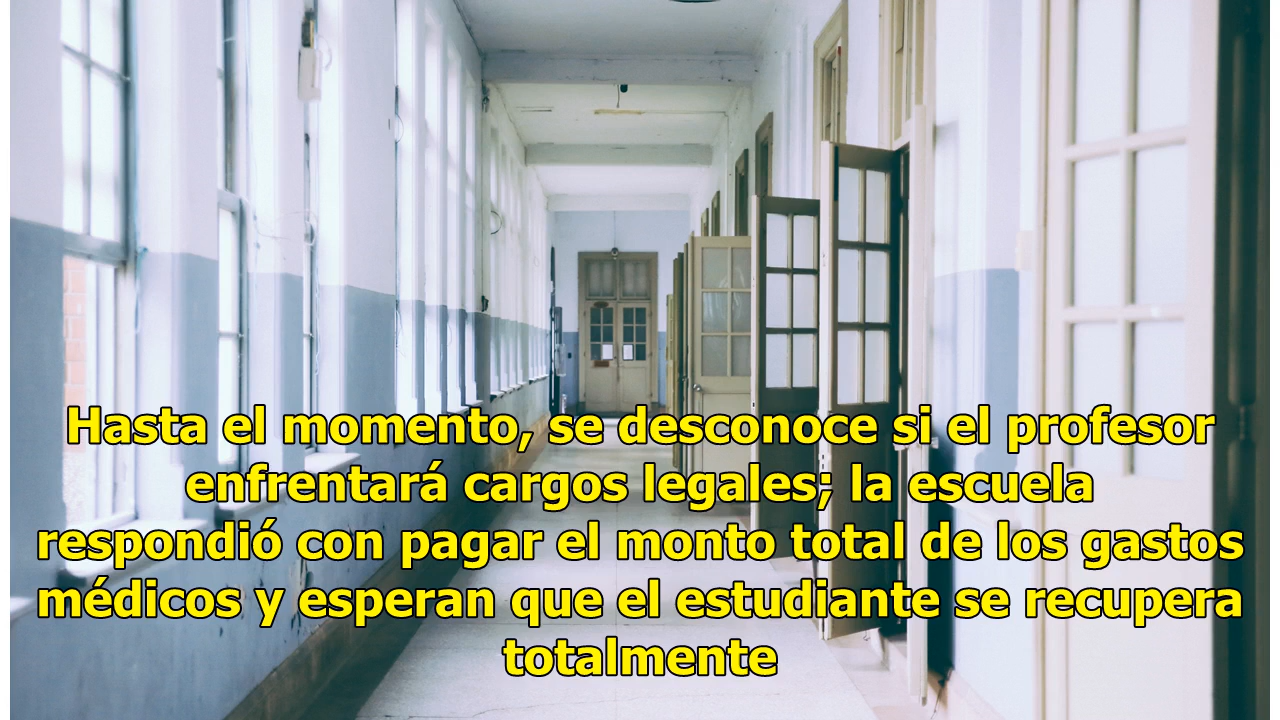 Hasta el momento, se desconoce si el profesor
enfrentará cargos legales; la escuela
respondió con pagar el monto total de los gastos
médicos y esperan que el estudiante se recupera
totalmente